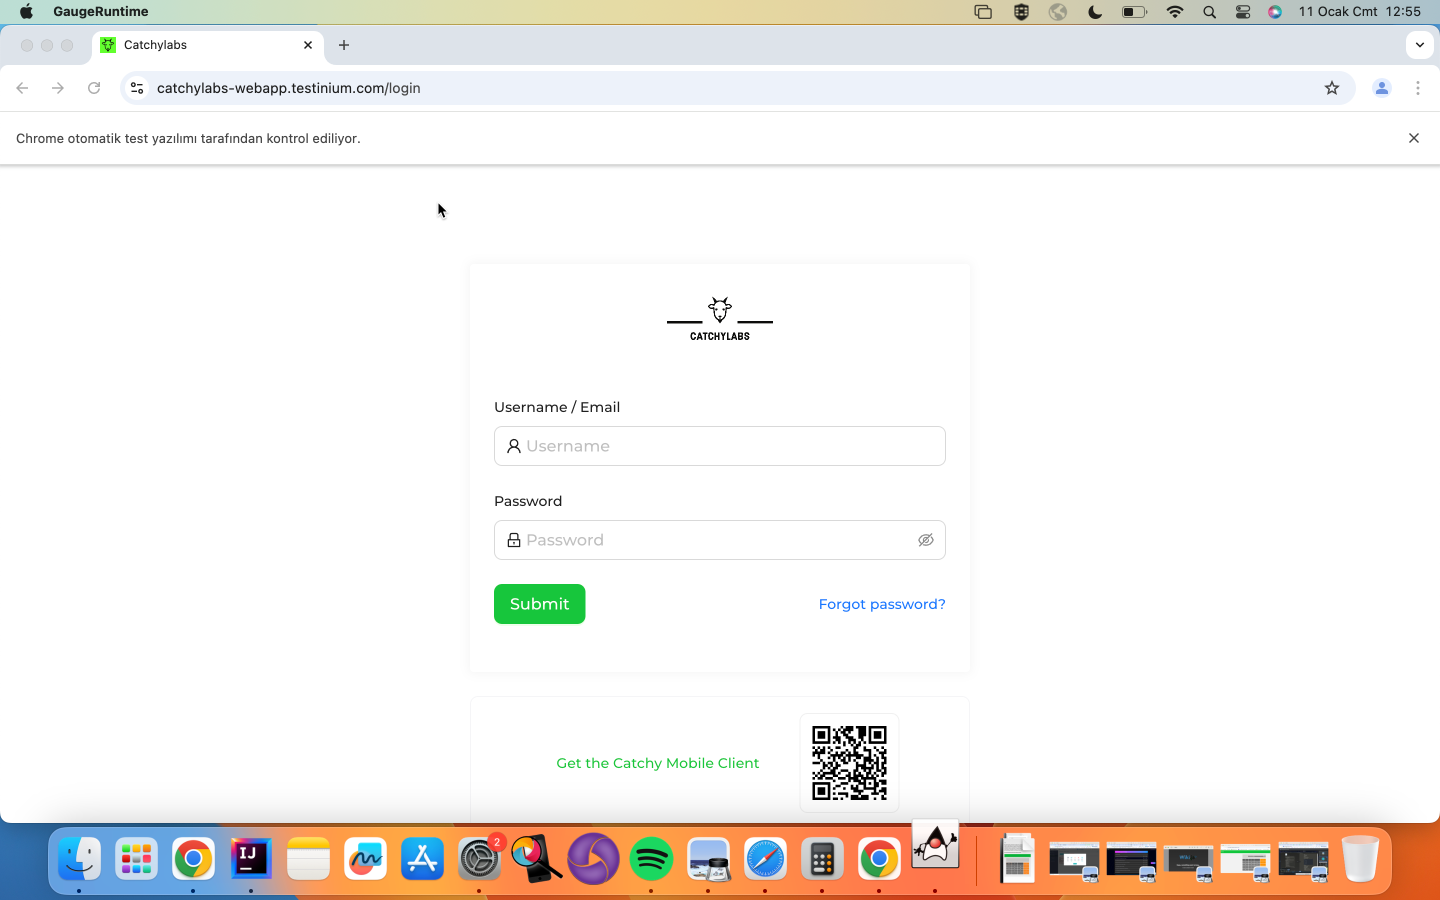 GaugeRuntime
11 Ocak Cmt 12:55
Catchylabs
catchylabs-webapp.testinium.com/login
Chrome otomatik test yazılımı tarafından kontrol ediliyor.
CATCHYLABS
Username / Email
Username
Password
Password
Submit
Forgot password?
Get the Catchy Mobile Client
2
IJ